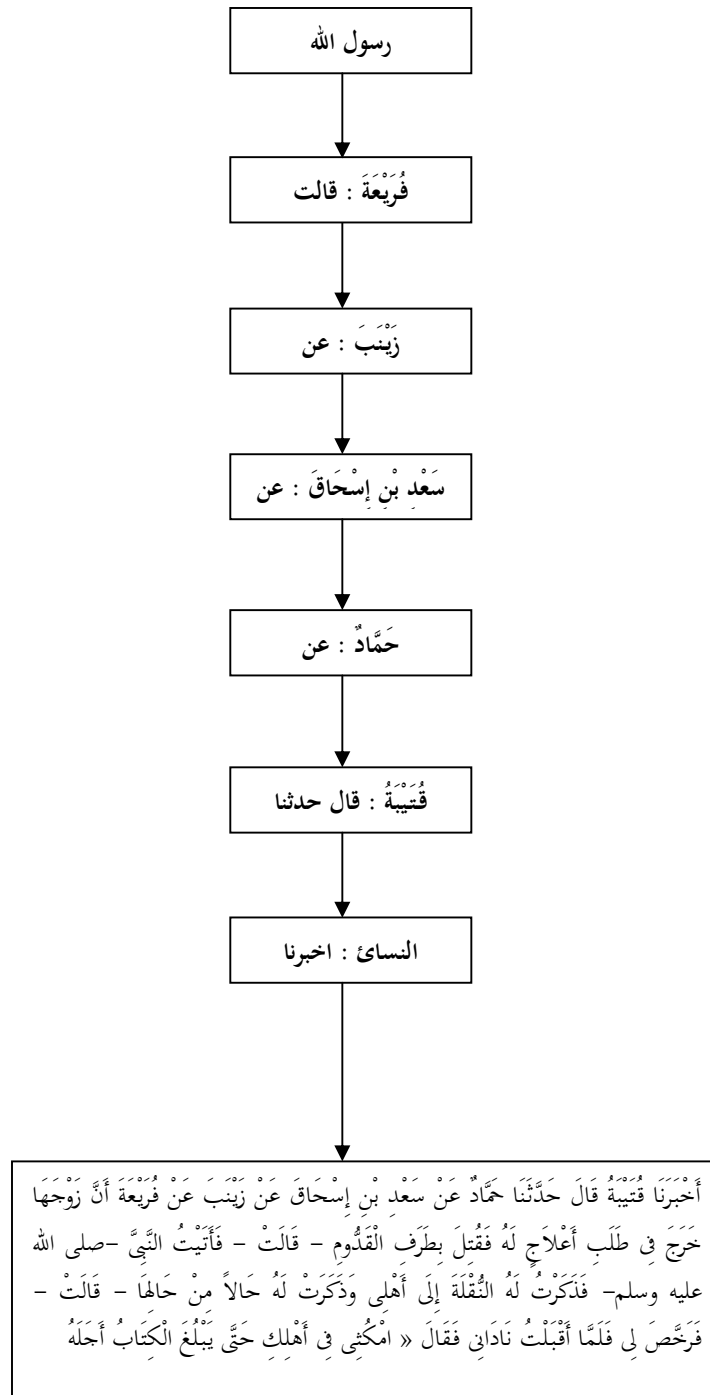 رسول الله
فُرَيْعَةَ : قالت
زَيْنَبَ : عن
سَعْدِ بْنِ إِسْحَاقَ : عن
حَمَّادٌ : عن
قُتَيْبَةُ : قال حدثنا
النسائ : اخبرنا
أَخْبَرَنَا قُتَيْبَةُ قَالَ حَدَّثَنَا حَمَّادٌ عَنْ سَعْدِ بْنِ إِسْحَاقَ عَنْ زَيْنَبَ عَنْ فُرَيْعَةَ أَنَّ زَوْجَهَا
خَرَجَ فِى طَلَبِ أَعْلاَجٍ لَهُ فَقُتِلَ بِطَرَفِ الْقَدُّومِ – قَالَتْ – فَأَتَيْتُ النَّبِىَّ –صلى الله
عليه وسلم– فَذَكَرْتُ لَهُ النُّقْلَةَ إِلَى أَهْلِى وَذَكَرَتْ لَهُ حَالاً مِنْ حَالِهَا – قَالَتْ –
فَرَخَّصَ لِى فَلَمَّا أَقْبَلْتُ نَادَانِى فَقَالَ « امْكُثِى فِى أَهْلِكِ حَتَّى يَبْلُغَ الْكِتَابُ أَجَلَهُ